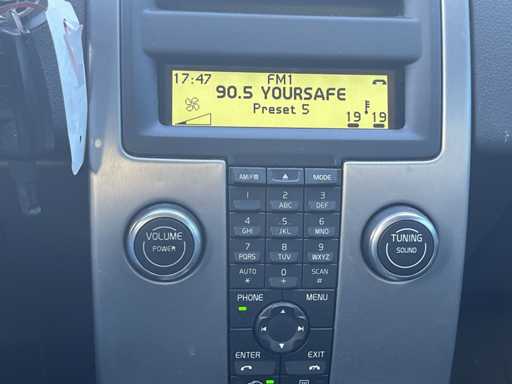 17:47 FM1
90.5 YOURSAFE
Preset 5
19 19
AM/FM MODE
1 2 ABC 3 DEF
4 GHI 5 JKL 6 MNO
7 PQRS 8 TUV 9 WXYZ
AUTO * 0 + SCAN #
VOLUME
POWER
TUNING
SOUND
PHONE MENU
ENTER EXIT